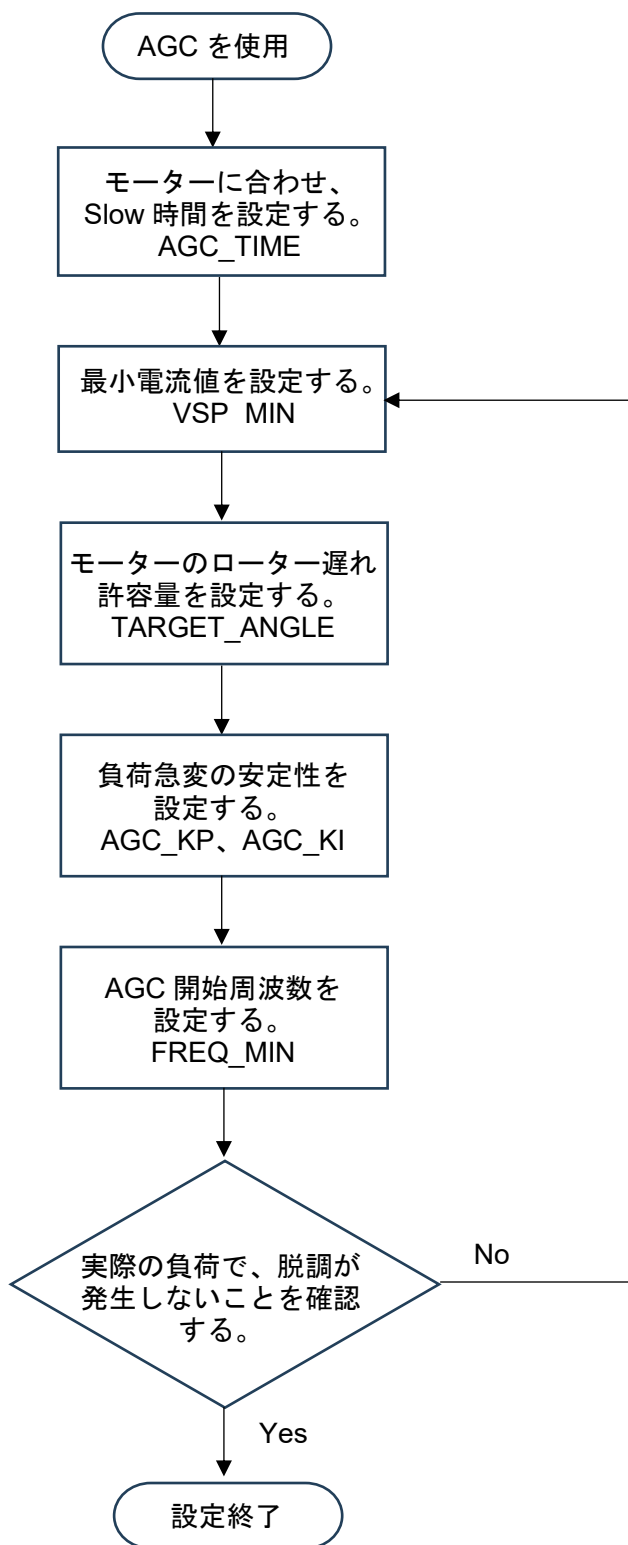 AGC を使用
モーターに合わせ、
Slow 時間を設定する。
AGC_TIME
最小電流値を設定する。
VSP_MIN
モーターのローター遅れ
許容量を設定する。
TARGET_ANGLE
負荷急変の安定性を
設定する。
AGC_KP、AGC_KI
AGC 開始周波数を
設定する。
FREQ_MIN
実際の負荷で、脱調が
発生しないことを確認
する。
No
Yes
設定終了